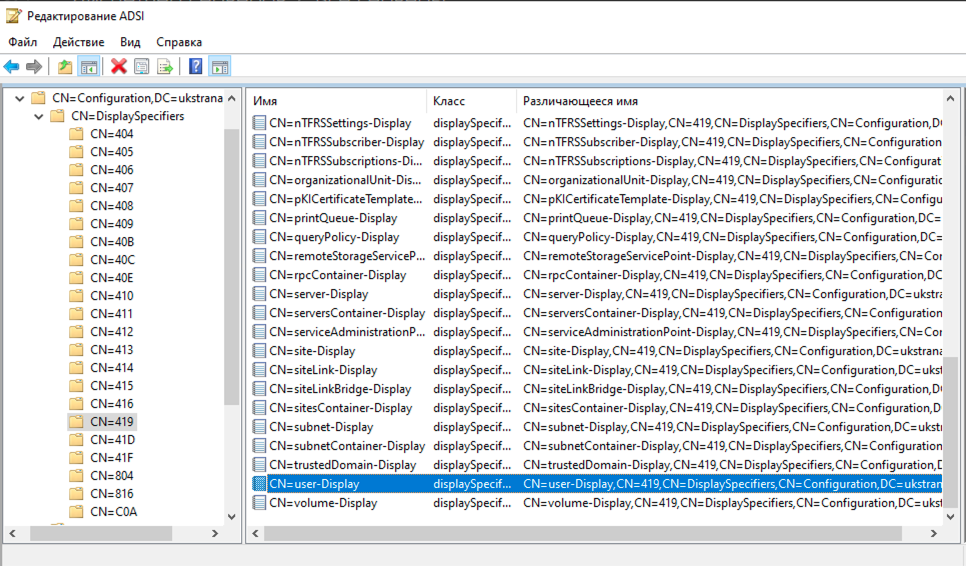 Редактирование ADSI
Файл Действие Вид Справка
CN=Configuration,DC=ukstrana
CN=DisplaySpecifiers
CN=404
CN=405
CN=406
CN=407
CN=408
CN=409
CN=40B
CN=40C
CN=40E
CN=410
CN=411
CN=412
CN=413
CN=414
CN=415
CN=416
CN=419
CN=41D
CN=41F
CN=804
CN=816
CN=C0A
Имя Класс Различающееся имя
CN=nTFRSSettings-Display displaySpecif... CN=nTFRSSettings-Display,CN=419,CN=DisplaySpecifiers,CN=Configuration,D
CN=nTFRSSubscriber-Display displaySpecif... CN=nTFRSSubscriber-Display,CN=419,CN=DisplaySpecifiers,CN=Configuration
CN=nTFRSSubscriptions-Di... displaySpecif... CN=nTFRSSubscriptions-Display,CN=419,CN=DisplaySpecifiers,CN=Configurat
CN=organizationalUnit-Dis... displaySpecif... CN=organizationalUnit-Display,CN=419,CN=DisplaySpecifiers,CN=Configuratic
CN=pKICertificateTemplate... displaySpecif... CN=pKICertificateTemplate-Display,CN=419,CN=DisplaySpecifiers,CN=Configu
CN=printQueue-Display displaySpecif... CN=printQueue-Display,CN=419,CN=DisplaySpecifiers,CN=Configuration,DC=
CN=queryPolicy-Display displaySpecif... CN=queryPolicy-Display,CN=419,CN=DisplaySpecifiers,CN=Configuration,DC=
CN=remoteStorageServiceP... displaySpecif... CN=remoteStorageServicePoint-Display,CN=419,CN=DisplaySpecifiers,CN=Co
CN=rpcContainer-Display displaySpecif... CN=rpcContainer-Display,CN=419,CN=DisplaySpecifiers,CN=Configuration,DC
CN=server-Display displaySpecif... CN=server-Display,CN=419,CN=DisplaySpecifiers,CN=Configuration,DC=ukstra
CN=serversContainer-Display displaySpecif... CN=serversContainer-Display,CN=419,CN=DisplaySpecifiers,CN=Configuration
CN=serviceAdministrationP... displaySpecif... CN=serviceAdministrationPoint-Display,CN=419,CN=DisplaySpecifiers,CN=Cor
CN=site-Display displaySpecif... CN=site-Display,CN=419,CN=DisplaySpecifiers,CN=Configuration,DC=ukstrana
CN=siteLink-Display displaySpecif... CN=siteLink-Display,CN=419,CN=DisplaySpecifiers,CN=Configuration,DC=ukst
CN=siteLinkBridge-Display displaySpecif... CN=siteLinkBridge-Display,CN=419,CN=DisplaySpecifiers,CN=Configuration,D
CN=sitesContainer-Display displaySpecif... CN=sitesContainer-Display,CN=419,CN=DisplaySpecifiers,CN=Configuration,D
CN=subnet-Display displaySpecif... CN=subnet-Display,CN=419,CN=DisplaySpecifiers,CN=Configuration,DC=ukst
CN=subnetContainer-Display displaySpecif... CN=subnetContainer-Display,CN=419,CN=DisplaySpecifiers,CN=Configuration
CN=trustedDomain-Display displaySpecif... CN=trustedDomain-Display,CN=419,CN=DisplaySpecifiers,CN=Configuration,D
CN=user-Display displaySpecif... CN=user-Display,CN=419,CN=DisplaySpecifiers,CN=Configuration,DC=ukstran
CN=volume-Display displaySpecif... CN=volume-Display,CN=419,CN=DisplaySpecifiers,CN=Configuration,DC=ukst